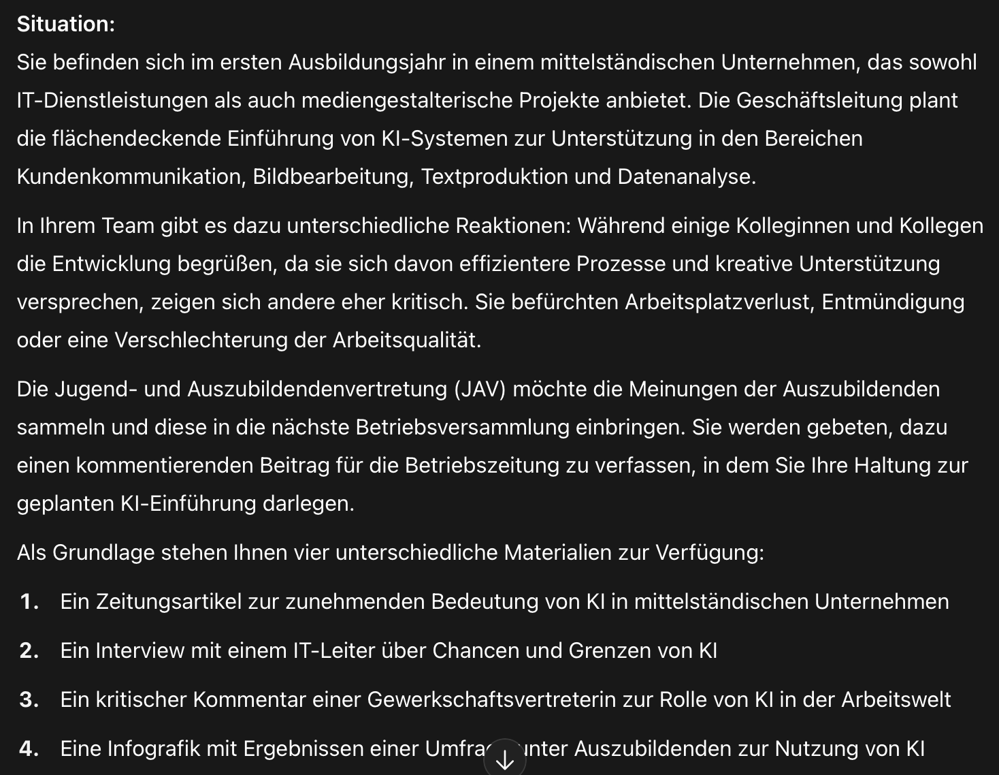 Situation:
Sie befinden sich im ersten Ausbildungsjahr in einem mittelständischen Unternehmen, das sowohl
IT-Dienstleistungen als auch mediengestalterische Projekte anbietet. Die Geschäftsleitung plant
die flächendeckende Einführung von KI-Systemen zur Unterstützung in den Bereichen
Kundenkommunikation, Bildbearbeitung, Textproduktion und Datenanalyse.
In Ihrem Team gibt es dazu unterschiedliche Reaktionen: Während einige Kolleginnen und Kollegen
die Entwicklung begrüßen, da sie sich davon effizientere Prozesse und kreative Unterstützung
versprechen, zeigen sich andere eher kritisch. Sie befürchten Arbeitsplatzverlust, Entmündigung
oder eine Verschlechterung der Arbeitsqualität.
Die Jugend- und Auszubildendenvertretung (JAV) möchte die Meinungen der Auszubildenden
sammeln und diese in die nächste Betriebsversammlung einbringen. Sie werden gebeten, dazu
einen kommentierenden Beitrag für die Betriebszeitung zu verfassen, in dem Sie Ihre Haltung zur
geplanten KI-Einführung darlegen.
Als Grundlage stehen Ihnen vier unterschiedliche Materialien zur Verfügung:
1. Ein Zeitungsartikel zur zunehmenden Bedeutung von KI in mittelständischen Unternehmen
2. Ein Interview mit einem IT-Leiter über Chancen und Grenzen von KI
3. Ein kritischer Kommentar einer Gewerkschaftsvertreterin zur Rolle von KI in der Arbeitswelt
4. Eine Infografik mit Ergebnissen einer Umfrage unter Auszubildenden zur Nutzung von KI